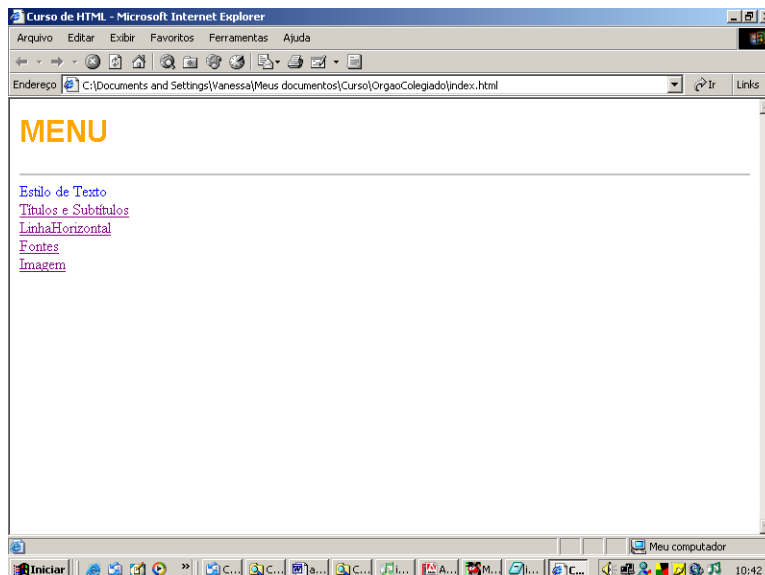 Curso de HTML - Microsoft Internet Explorer
Arquivo Editar Exibir Favoritos Ferramentas Ajuda
Endereço C:\Documents and Settings\Vanessa\Meus documentos\Curso\OrgaoColegiado\index.html Ir Links
MENU
Estilo de Texto
Títulos e Subtítulos
LinhaHorizontal
Fontes
Imagem
Meu computador
Iniciar » C... C... a... C... i... A... M... i... C... 10:42